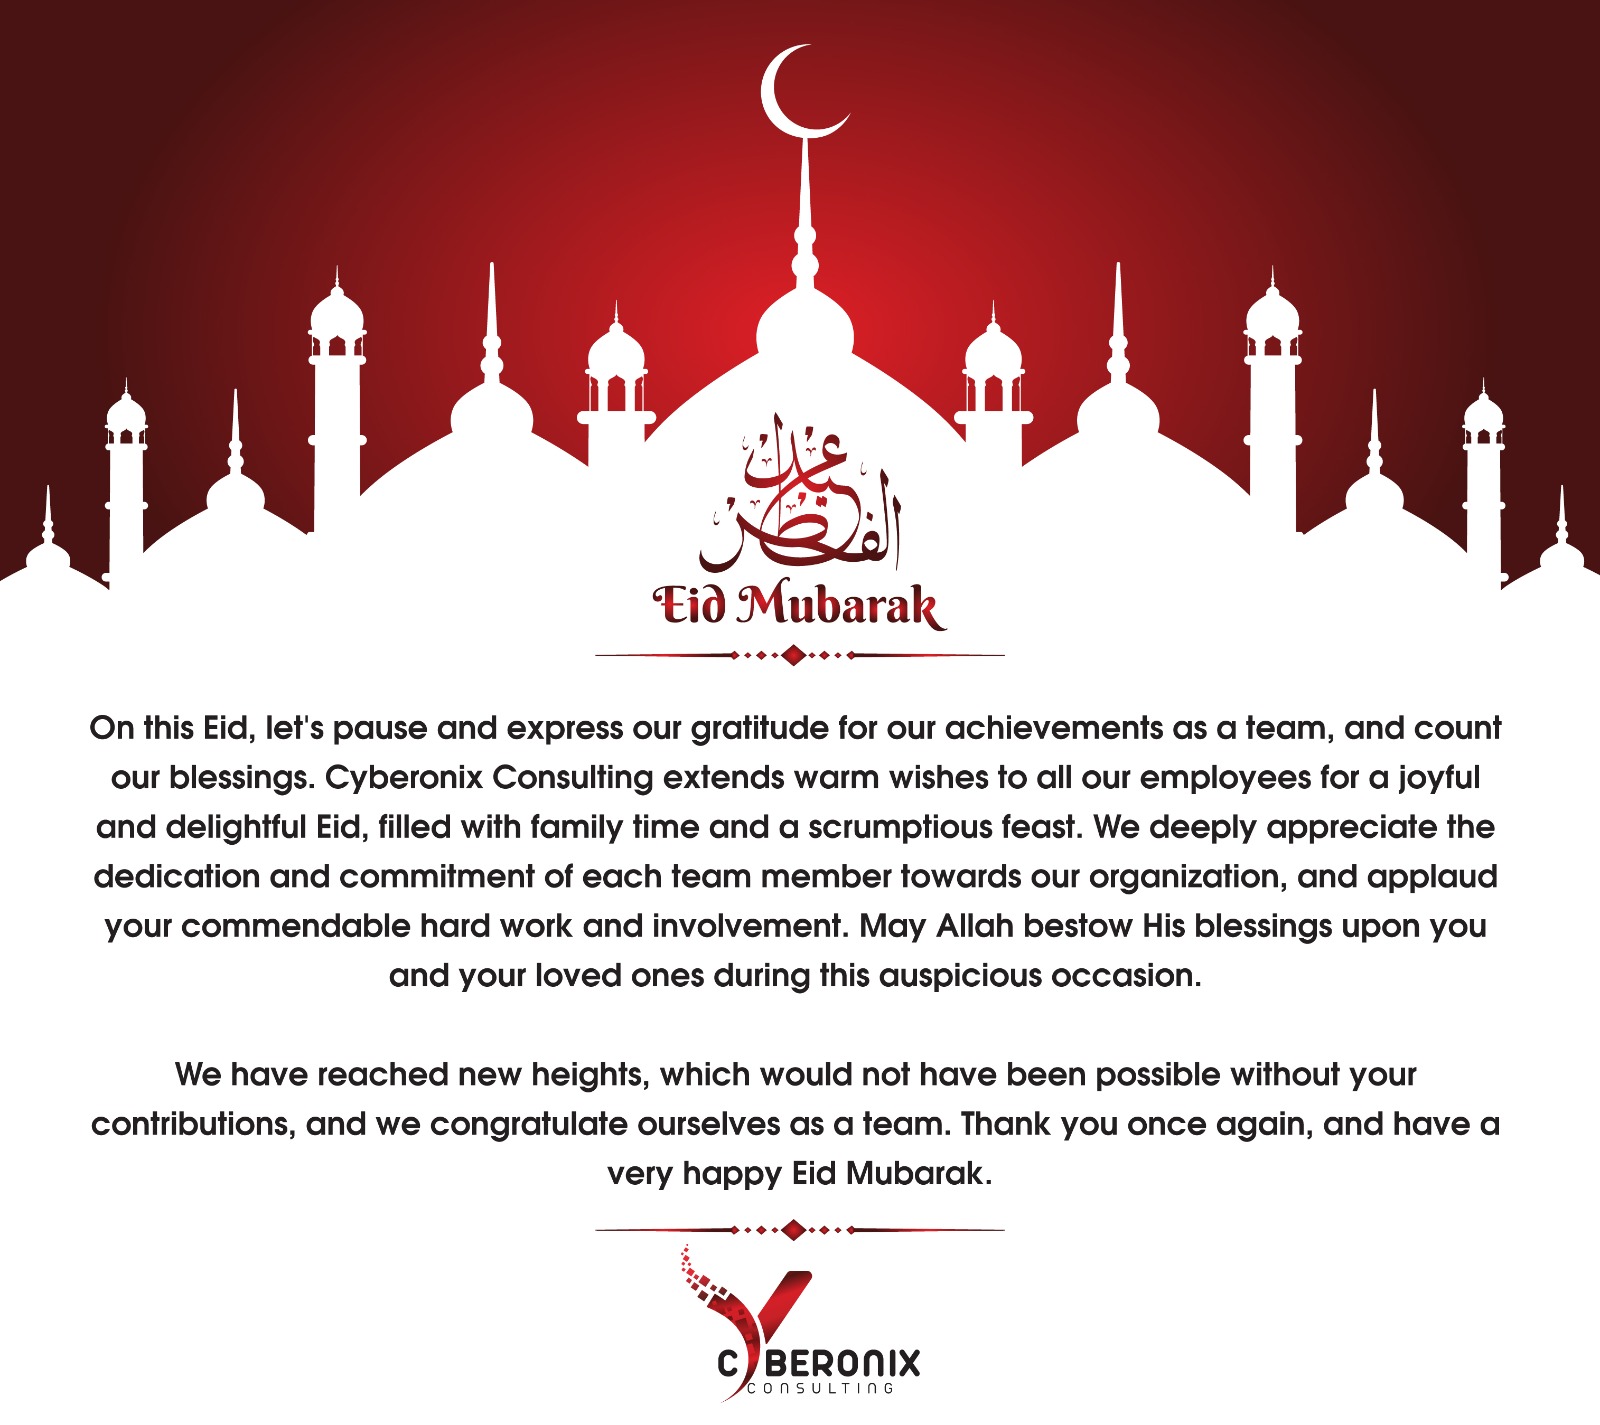 عيد
الفطر
Eid Mubarak
On this Eid, let's pause and express our gratitude for our achievements as a team, and count
our blessings. Cyberonix Consulting extends warm wishes to all our employees for a joyful
and delightful Eid, filled with family time and a scrumptious feast. We deeply appreciate the
dedication and commitment of each team member towards our organization, and applaud
your commendable hard work and involvement. May Allah bestow His blessings upon you
and your loved ones during this auspicious occasion.
We have reached new heights, which would not have been possible without your
contributions, and we congratulate ourselves as a team. Thank you once again, and have a
very happy Eid Mubarak.
CYBERONIX
CONSULTING